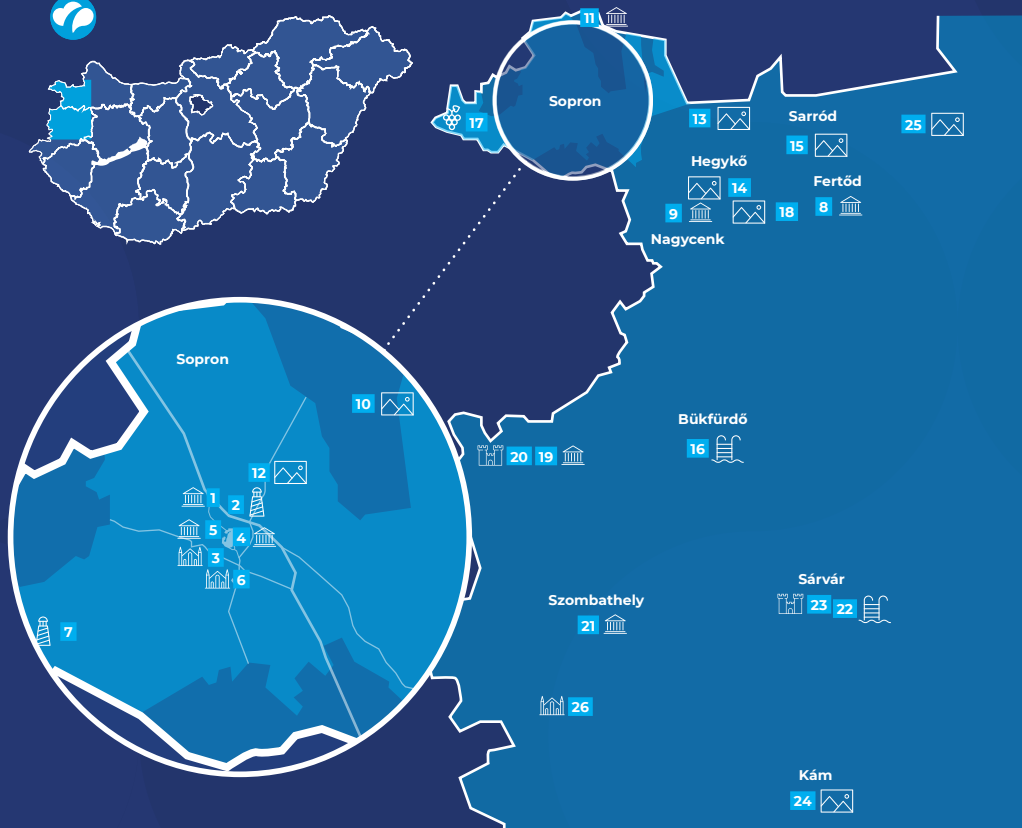 11
Sopron
17
13
Sarród
25
15
Hegykő
14
Fertőd
9
18
8
Nagycenk
Sopron
10
Bükfürdő
16
20 19
12
1
2
5
4
3
6
7
Sárvár
23 22
Szombathely
21
26
Kám
24